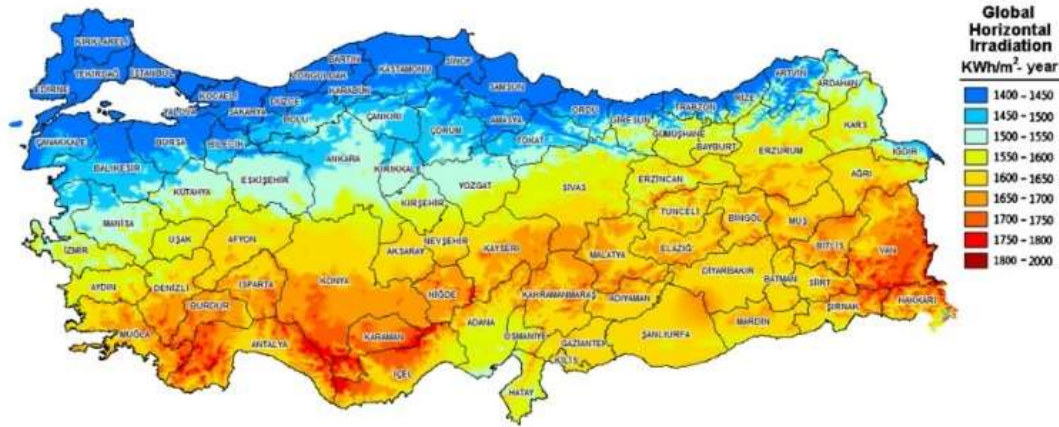 KIRKLARELİ
TEKİRDAĞ
EDİRNE
İSTANBUL
KOCAELİ
YALOVA
SAKARYA
DÜZCE
ZONGULDAK
BARTIN
KARABÜK
KASTAMONU
SİNOP
SAMSUN
ORDU
GİRESUN
TRABZON
RİZE
ARTVİN
ARDAHAN
ÇANAKKALE
BALIKESİR
BURSA
BİLECİK
BOLU
ÇANKIRI
ÇORUM
AMASYA
TOKAT
GÜMÜŞHANE
BAYBURT
ERZURUM
KARS
IĞDIR
KÜTAHYA
ESKİŞEHİR
ANKARA
KIRIKKALE
YOZGAT
SİVAS
ERZİNCAN
AĞRI
MANİSA
İZMİR
UŞAK
AFYON
KIRŞEHİR
NEVŞEHİR
AKSARAY
KAYSERİ
MALATYA
TUNCELİ
ELAZIĞ
BİNGÖL
MUŞ
BİTLİS
VAN
AYDIN
DENİZLİ
BURDUR
ISPARTA
KONYA
NİĞDE
KAHRAMANMARAŞ
ADIYAMAN
DİYARBAKIR
BATMAN
SİİRT
ŞIRNAK
HAKKARİ
MUĞLA
ANTALYA
KARAMAN
İÇEL
ADANA
OSMANİYE
GAZİANTEP
KİLİS
ŞANLIURFA
MARDİN
HATAY
Global
Horizontal
Irradiation
KWh/m²- year
1400 – 1450
1450 – 1500
1500 – 1550
1550 – 1600
1600 – 1650
1650 – 1700
1700 – 1750
1750 – 1800
1800 – 2000